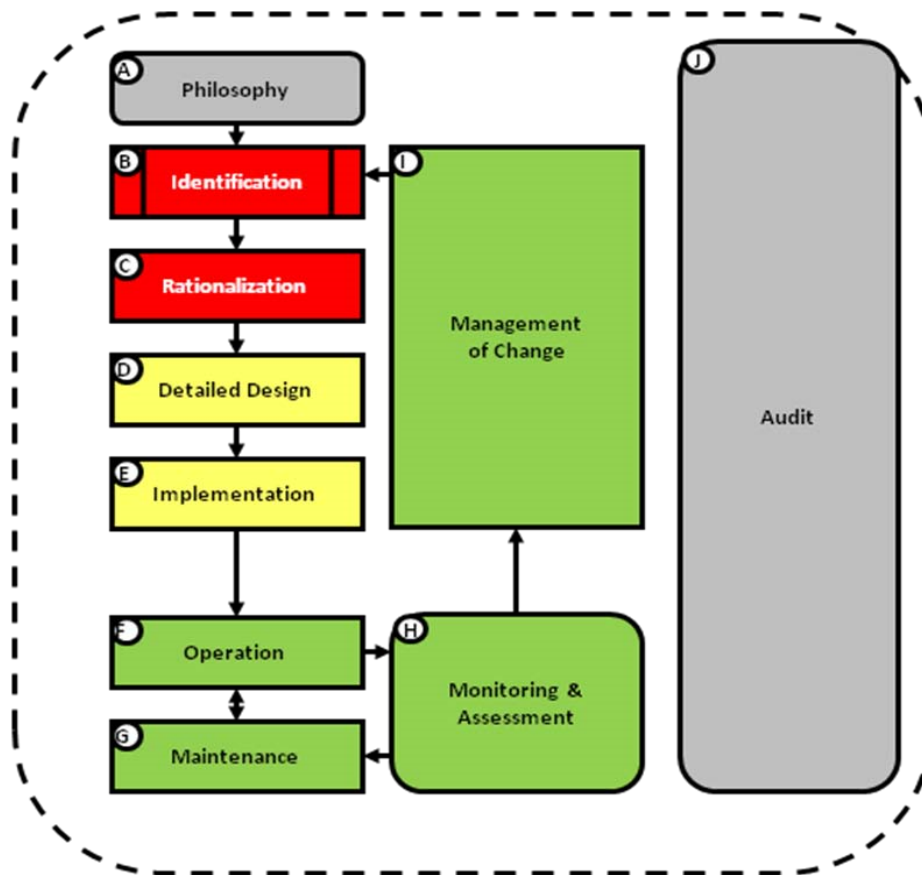 A
Philosophy
B
Identification
C
Rationalization
D
Detailed Design
E
Implementation
F
Operation
G
Maintenance
H
Monitoring &
Assessment
I
Management
of Change
J
Audit